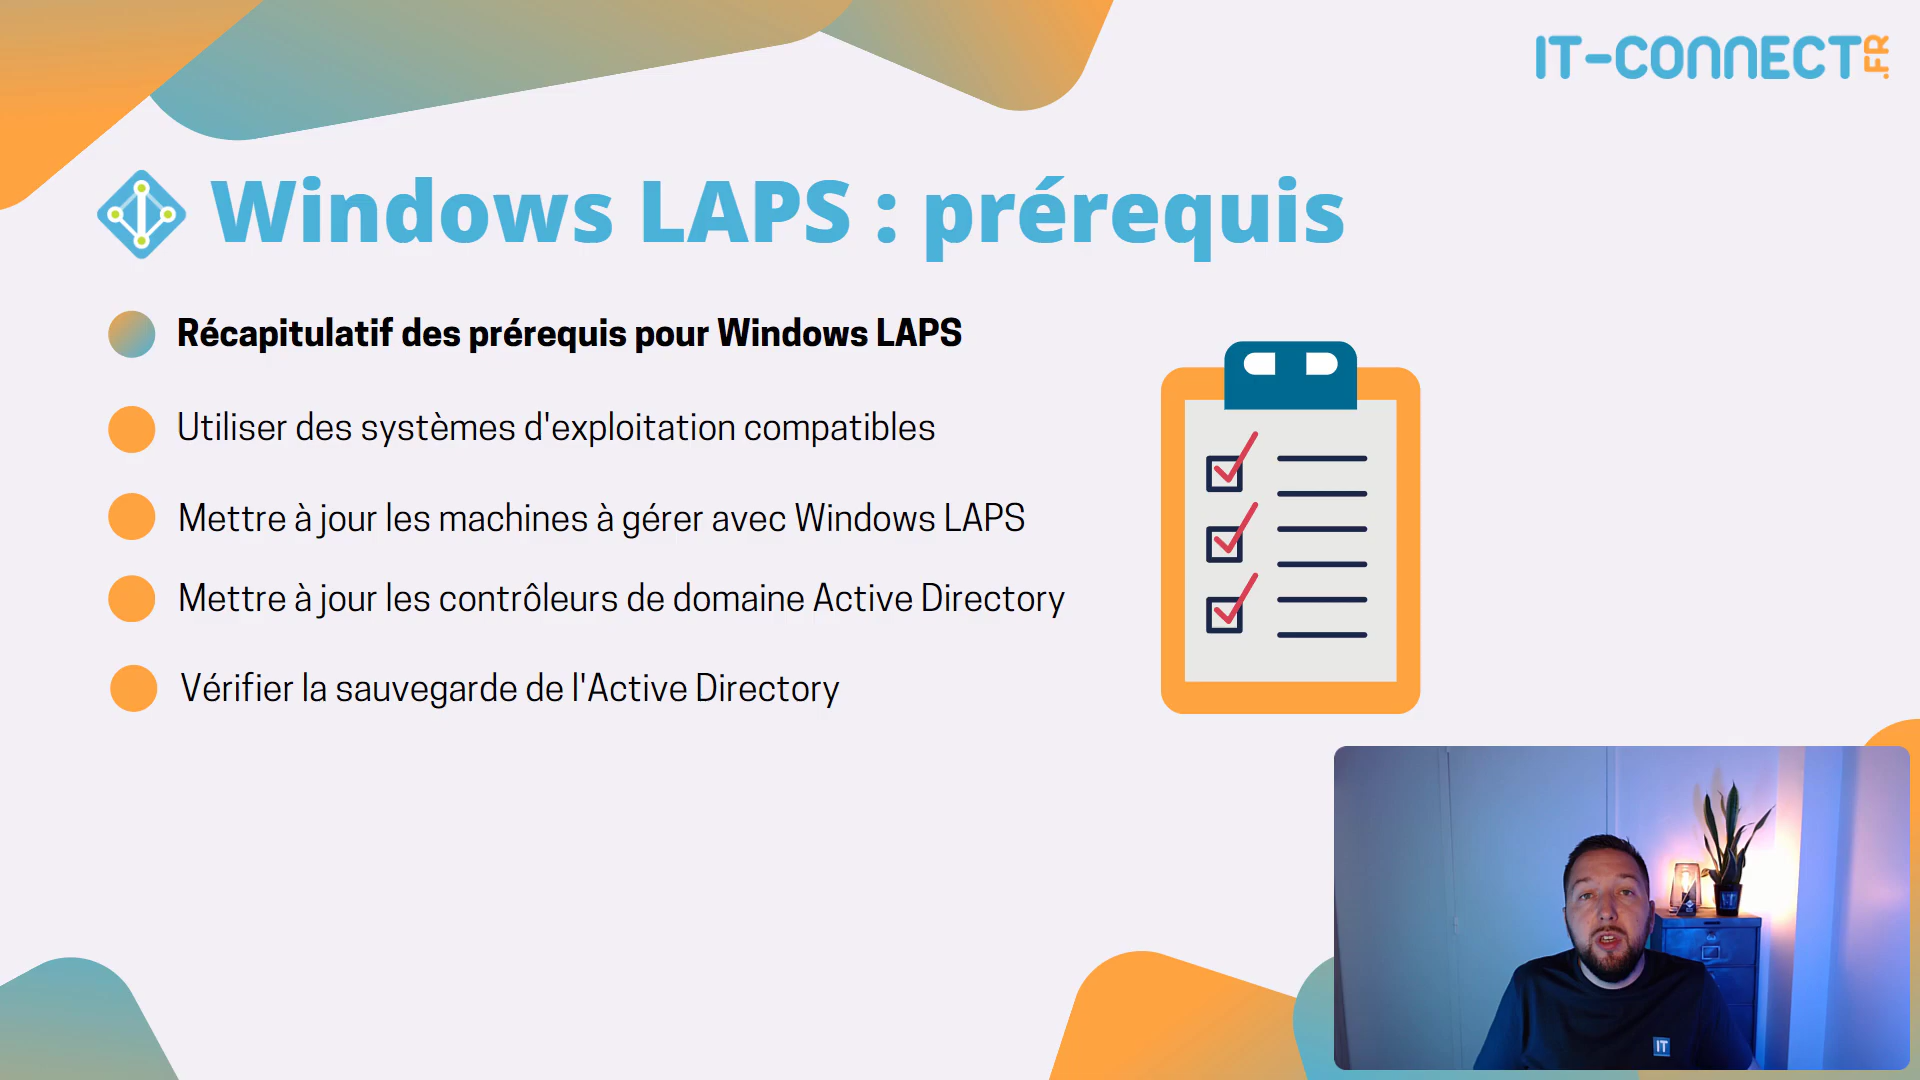 IT-CONNECT.FR
Windows LAPS : prérequis
Récapitulatif des prérequis pour Windows LAPS
Utiliser des systèmes d'exploitation compatibles
Mettre à jour les machines à gérer avec Windows LAPS
Mettre à jour les contrôleurs de domaine Active Directory
Vérifier la sauvegarde de l'Active Directory
IT
IT